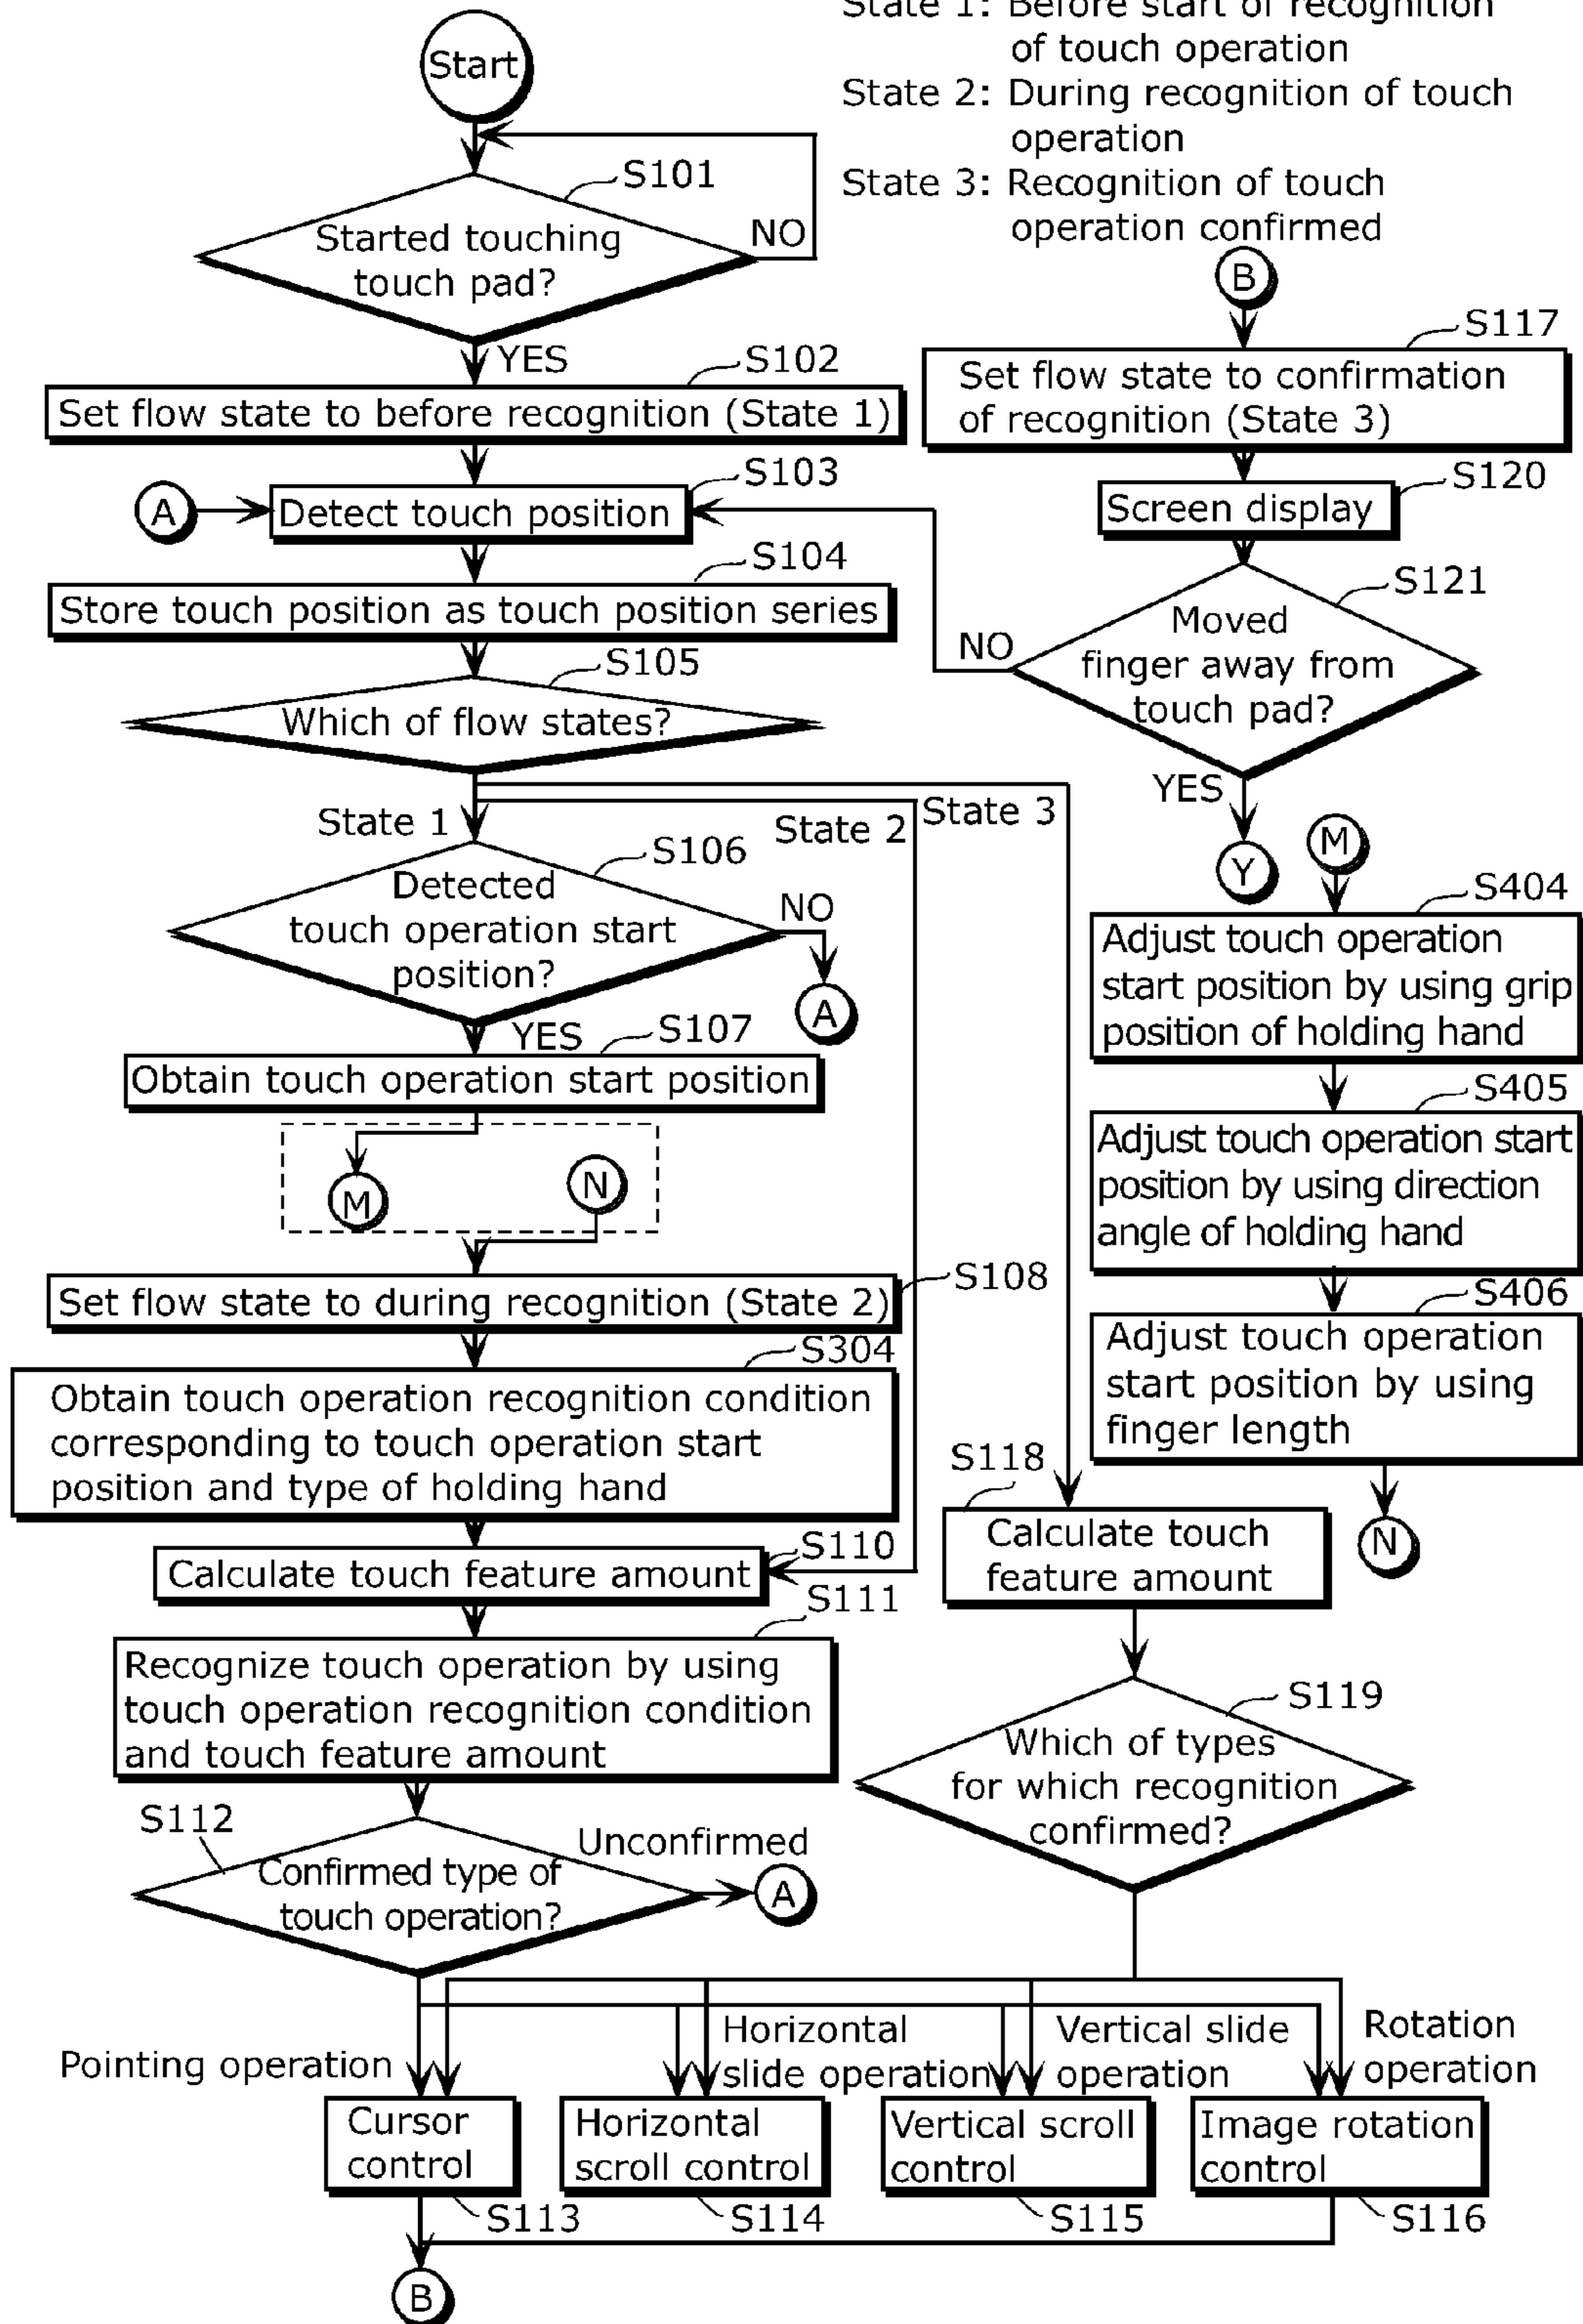 State 1: Before start of recognition
of touch operation
State 2: During recognition of touch
operation
State 3: Recognition of touch
operation confirmed
Start
S101
Started touching
touch pad?
NO
YES
S102
Set flow state to before recognition (State 1)
S103
A
Detect touch position
S104
Store touch position as touch position series
S105
Which of flow states?
State 1
State 2
State 3
S106
Detected
touch operation start
position?
NO
A
YES
S107
Obtain touch operation start position
M
N
S108
Set flow state to during recognition (State 2)
S304
Obtain touch operation recognition condition
corresponding to touch operation start
position and type of holding hand
S110
Calculate touch feature amount
S111
Recognize touch operation by using
touch operation recognition condition
and touch feature amount
S112
Confirmed type of
touch operation?
Unconfirmed
A
B
S117
Set flow state to confirmation
of recognition (State 3)
S120
Screen display
S121
Moved
finger away from
touch pad?
NO
YES
Y
M
S404
Adjust touch operation
start position by using grip
position of holding hand
S405
Adjust touch operation start
position by using direction
angle of holding hand
S406
Adjust touch operation
start position by using
finger length
N
S118
Calculate touch
feature amount
S119
Which of types
for which recognition
confirmed?
Pointing operation
Horizontal
slide operation
Vertical slide
operation
Rotation
operation
Cursor
control
Horizontal
scroll control
Vertical scroll
control
Image rotation
control
S113
S114
S115
S116
B